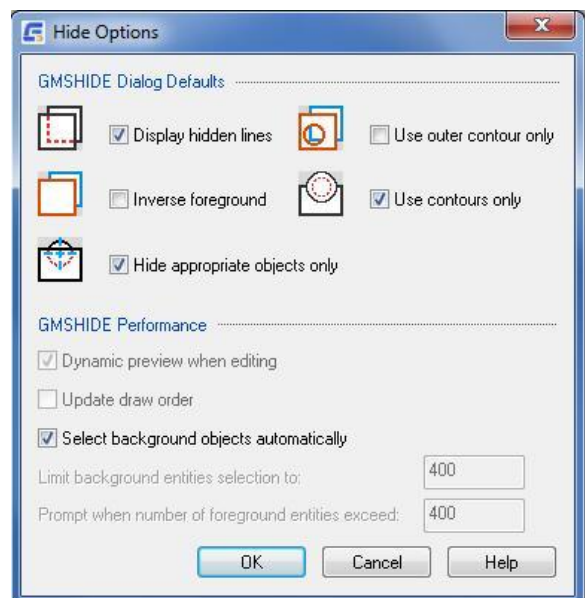 Hide Options
GMSHIDE Dialog Defaults
Display hidden lines
Use outer contour only
Inverse foreground
Use contours only
Hide appropriate objects only
GMSHIDE Performance
Dynamic preview when editing
Update draw order
Select background objects automatically
Limit background entities selection to: 400
Prompt when number of foreground entities exceed: 400
OK Cancel Help